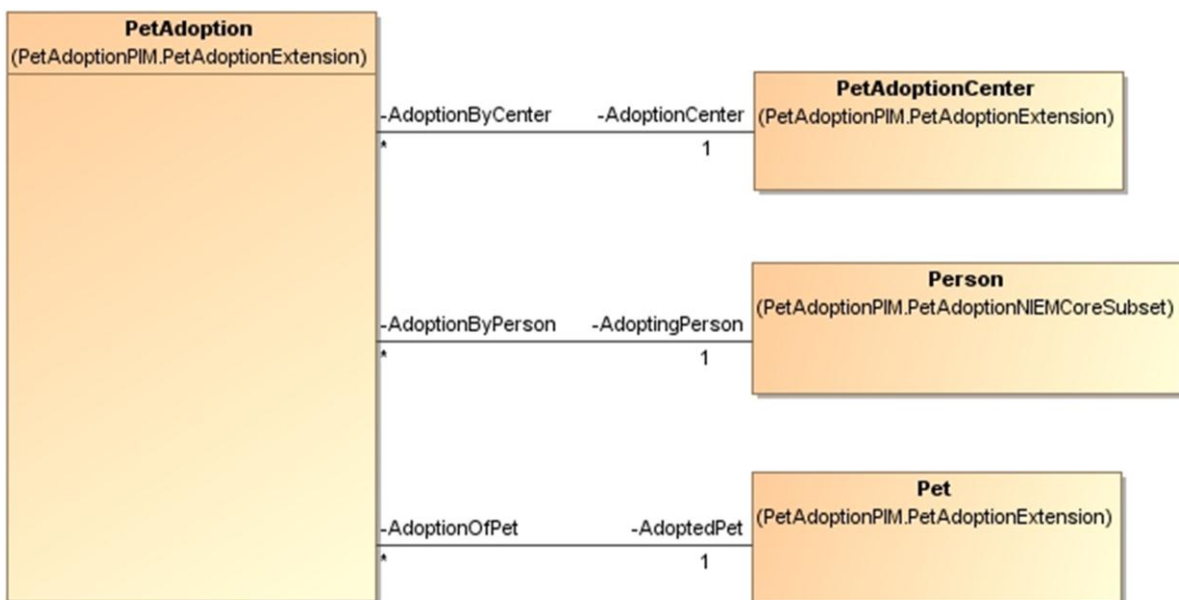 PetAdoption
(PetAdoptionPIM.PetAdoptionExtension)
-AdoptionByCenter
-AdoptionCenter
*
1
PetAdoptionCenter
(PetAdoptionPIM.PetAdoptionExtension)
-AdoptionByPerson
-AdoptingPerson
*
1
Person
(PetAdoptionPIM.PetAdoptionNIEMCoreSubset)
-AdoptionOfPet
-AdoptedPet
*
1
Pet
(PetAdoptionPIM.PetAdoptionExtension)